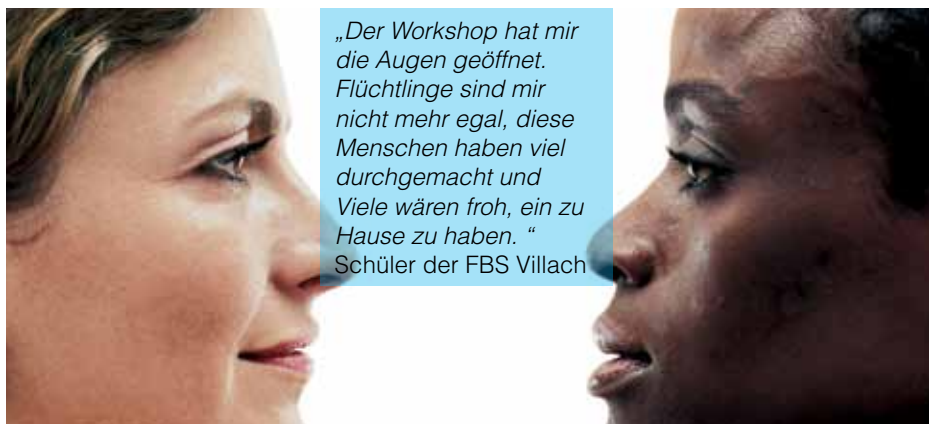 „Der Workshop hat mir
die Augen geöffnet.
Flüchtlinge sind mir
nicht mehr egal, diese
Menschen haben viel
durchgemacht und
Viele wären froh, ein zu
Hause zu haben. “
Schüler der FBS Villach